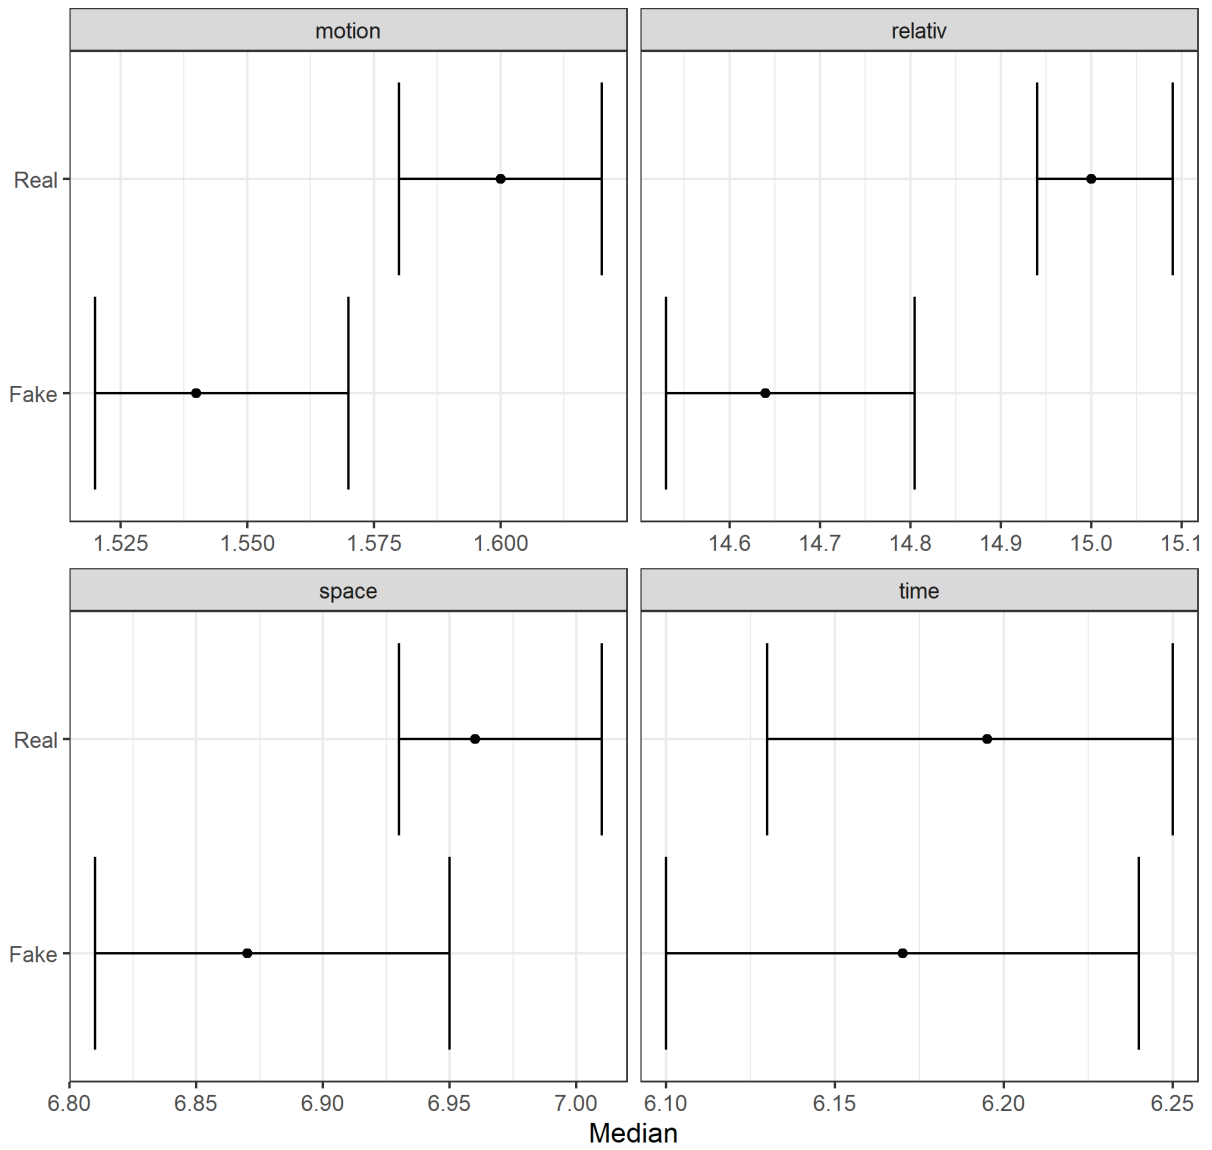 motion
relativ
Real
Fake
1.525 1.550 1.575 1.600
14.6 14.7 14.8 14.9 15.0 15.1
space
time
Real
Fake
6.80 6.85 6.90 6.95 7.00
6.10 6.15 6.20 6.25
Median